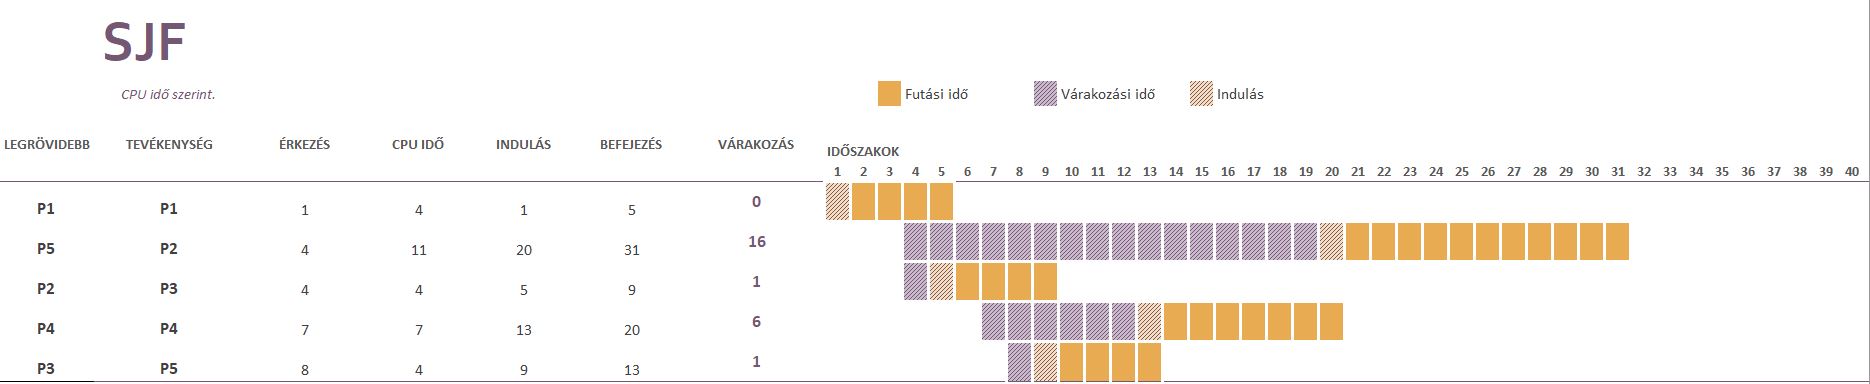 SJF
CPU idő szerint.
Futási idő Várakozási idő Indulás
LEGRÖVIDEBB TEVÉKENYSÉG ÉRKEZÉS CPU IDŐ INDULÁS BEFEJEZÉS VÁRAKOZÁS IDŐSZAKOK
1 2 3 4 5 6 7 8 9 10 11 12 13 14 15 16 17 18 19 20 21 22 23 24 25 26 27 28 29 30 31 32 33 34 35 36 37 38 39 40
P1 P1 1 4 1 5 0
P5 P2 4 11 20 31 16
P2 P3 4 4 5 9 1
P4 P4 7 7 13 20 6
P3 P5 8 4 9 13 1